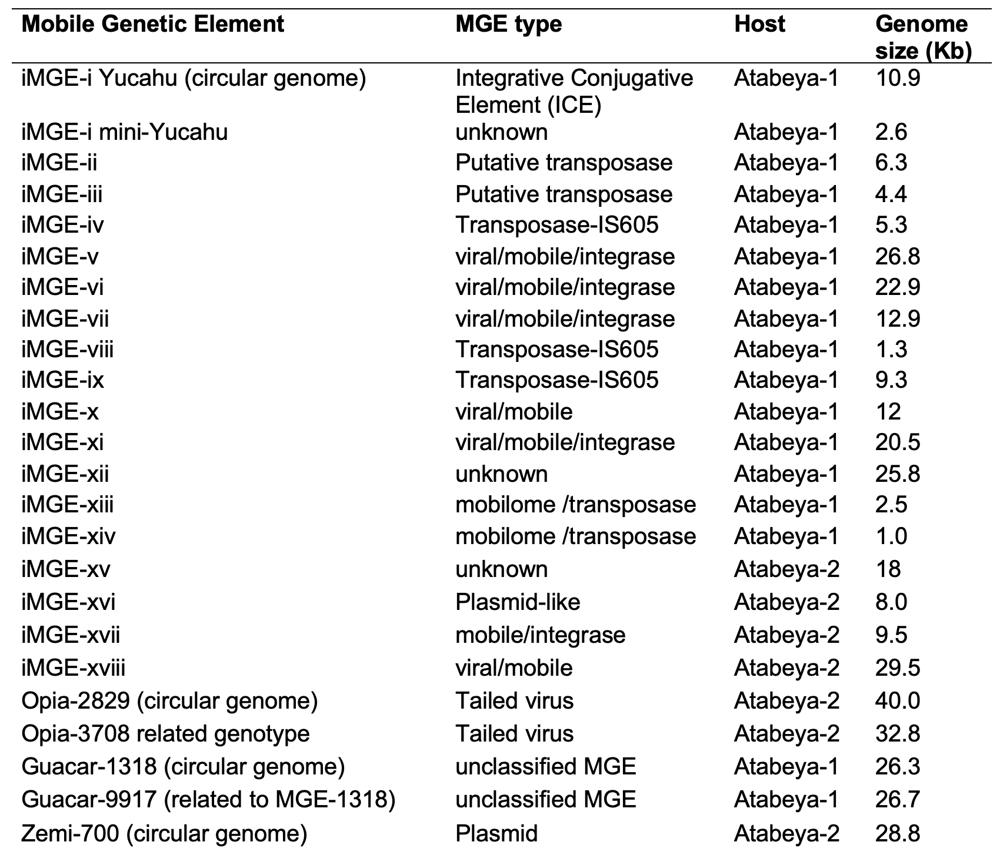 Mobile Genetic Element MGE type Host Genome
size (Kb)
iMGE-i Yucahu (circular genome) Integrative Conjugative Atabeya-1 10.9
Element (ICE)
iMGE-i mini-Yucahu unknown Atabeya-1 2.6
iMGE-ii Putative transposase Atabeya-1 6.3
iMGE-iii Putative transposase Atabeya-1 4.4
iMGE-iv Transposase-IS605 Atabeya-1 5.3
iMGE-v viral/mobile/integrase Atabeya-1 26.8
iMGE-vi viral/mobile/integrase Atabeya-1 22.9
iMGE-vii viral/mobile/integrase Atabeya-1 12.9
iMGE-viii Transposase-IS605 Atabeya-1 1.3
iMGE-ix Transposase-IS605 Atabeya-1 9.3
iMGE-x viral/mobile Atabeya-1 12
iMGE-xi viral/mobile/integrase Atabeya-1 20.5
iMGE-xii unknown Atabeya-1 25.8
iMGE-xiii mobilome /transposase Atabeya-1 2.5
iMGE-xiv mobilome /transposase Atabeya-1 1.0
iMGE-xv unknown Atabeya-2 18
iMGE-xvi Plasmid-like Atabeya-2 8.0
iMGE-xvii mobile/integrase Atabeya-2 9.5
iMGE-xviii viral/mobile Atabeya-2 29.5
Opia-2829 (circular genome) Tailed virus Atabeya-2 40.0
Opia-3708 related genotype Tailed virus Atabeya-2 32.8
Guacar-1318 (circular genome) unclassified MGE Atabeya-1 26.3
Guacar-9917 (related to MGE-1318) unclassified MGE Atabeya-1 26.7
Zemi-700 (circular genome) Plasmid Atabeya-2 28.8